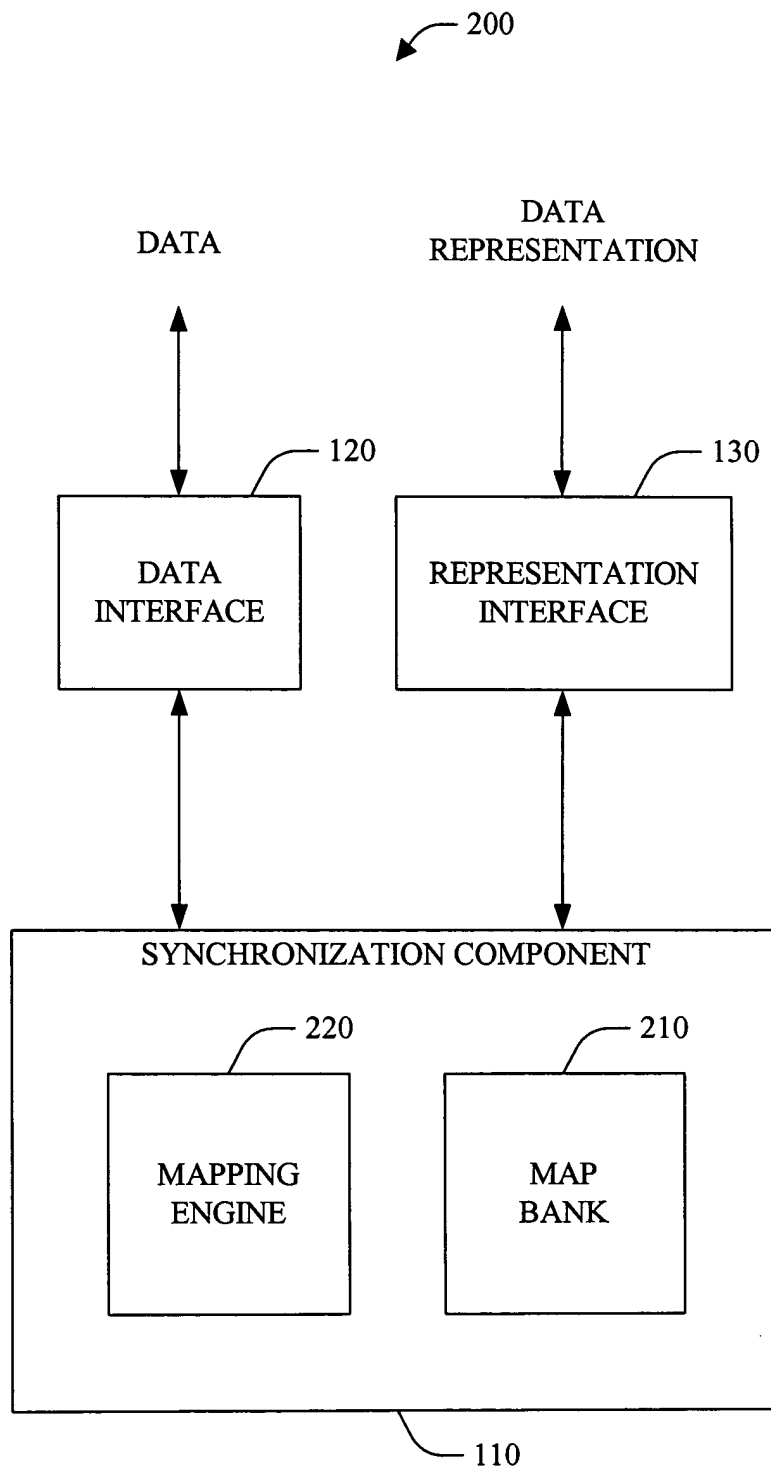 200
DATA
DATA
REPRESENTATION
120
130
DATA
INTERFACE
REPRESENTATION
INTERFACE
SYNCHRONIZATION COMPONENT
220
210
MAPPING
ENGINE
MAP
BANK
110